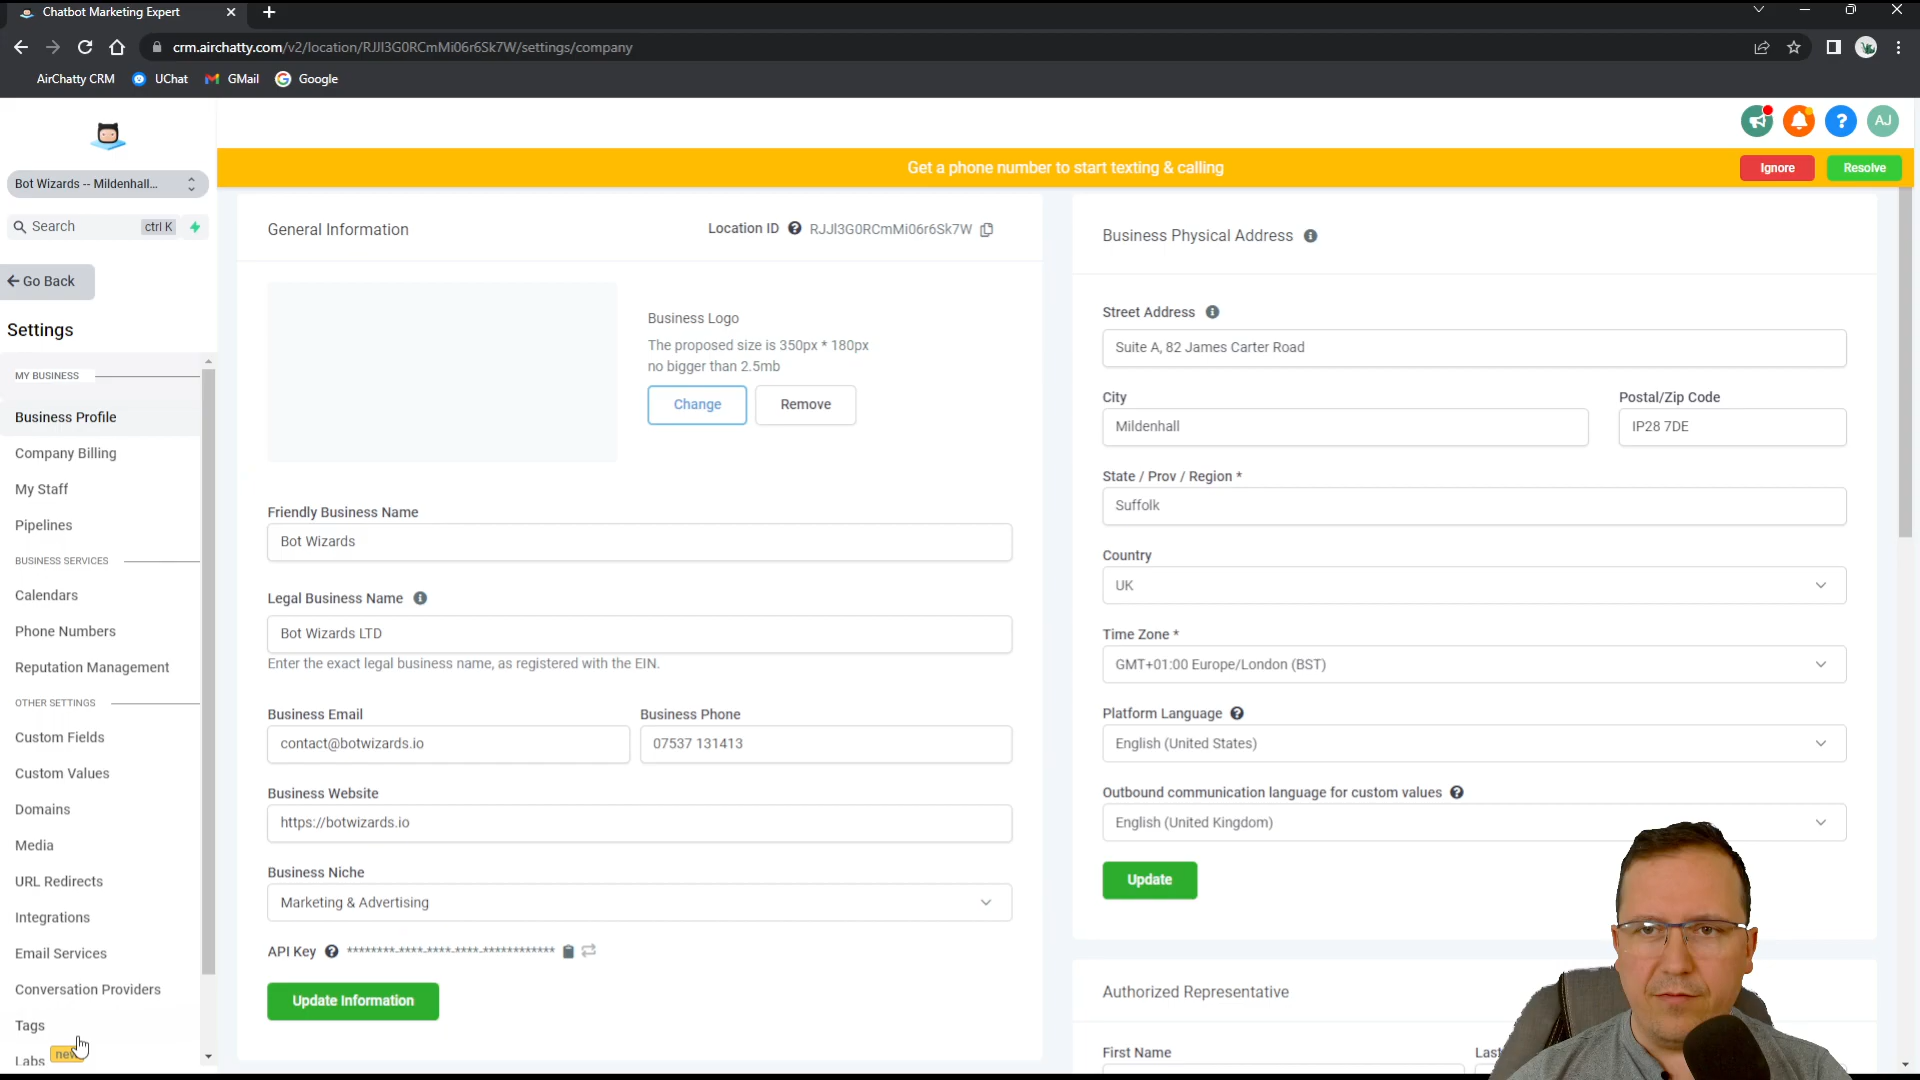 Chatbot Marketing Expert
crm.airchatty.com/v2/location/RJJl3G0RCmMi06r6Sk7W/settings/company
AirChatty CRM
UChat
GMail
Google
AJ
Get a phone number to start texting & calling
Ignore
Resolve
Bot Wizards -- Mildenhall...
Search
ctrl K
Go Back
Settings
MY BUSINESS
Business Profile
Company Billing
My Staff
Pipelines
BUSINESS SERVICES
Calendars
Phone Numbers
Reputation Management
OTHER SETTINGS
Custom Fields
Custom Values
Domains
Media
URL Redirects
Integrations
Email Services
Conversation Providers
Tags
Labs new
General Information
Location ID RJJl3G0RCmMi06r6Sk7W
Business Logo
The proposed size is 350px * 180px
no bigger than 2.5mb
Change
Remove
Friendly Business Name
Bot Wizards
Legal Business Name
Bot Wizards LTD
Enter the exact legal business name, as registered with the EIN.
Business Email
contact@botwizards.io
Business Phone
07537 131413
Business Website
https://botwizards.io
Business Niche
Marketing & Advertising
API Key ********-****-****-****-************
Update Information
Business Physical Address
Street Address
Suite A, 82 James Carter Road
City
Mildenhall
Postal/Zip Code
IP28 7DE
State / Prov / Region *
Suffolk
Country
UK
Time Zone *
GMT+01:00 Europe/London (BST)
Platform Language
English (United States)
Outbound communication language for custom values
English (United Kingdom)
Update
Authorized Representative
First Name
Last